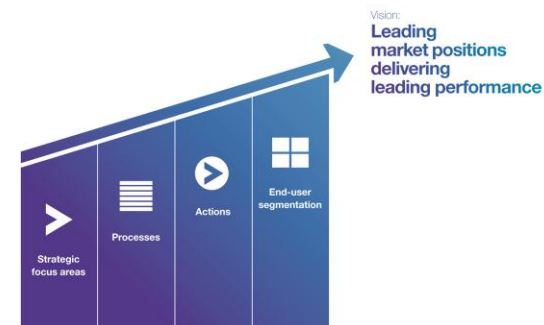 Vision:
Leading
market positions
delivering
leading performance
End-user
segmentation
Actions
Processes
Strategic
focus areas